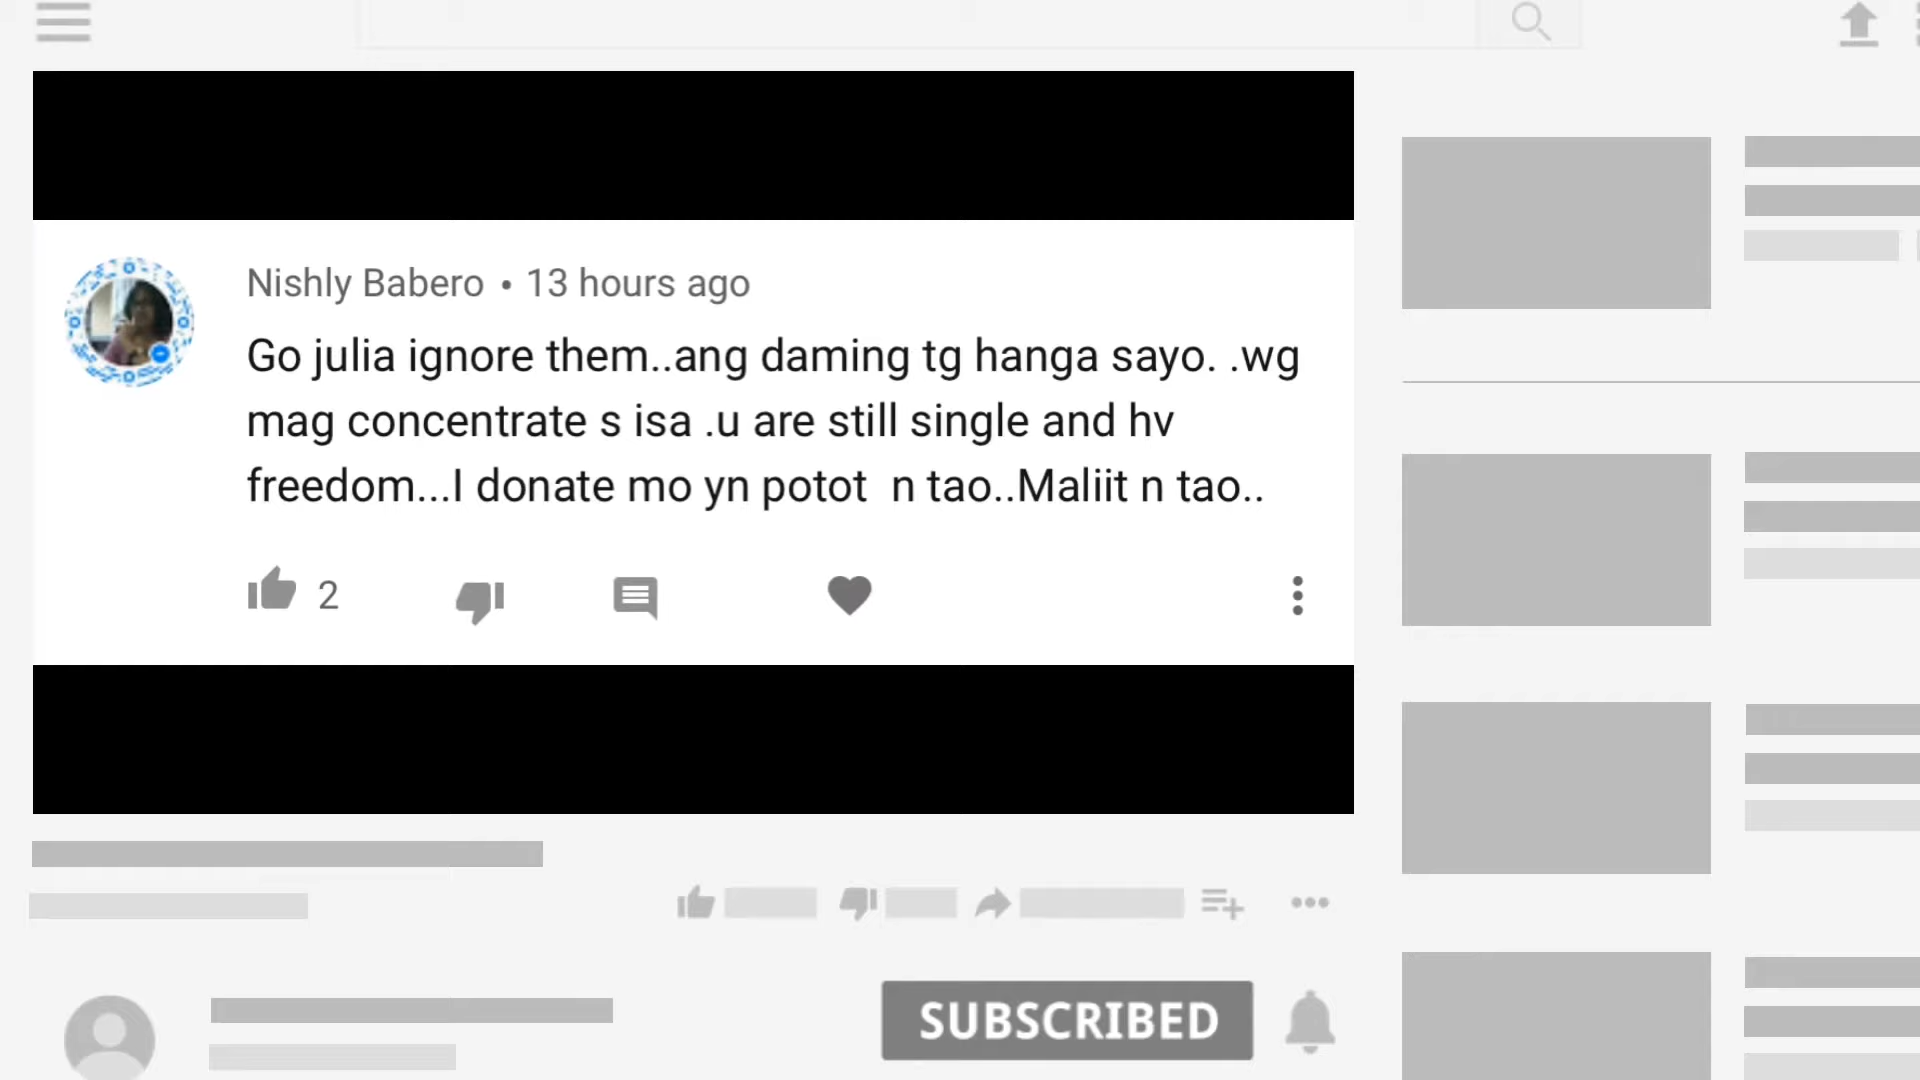 Nishly Babero • 13 hours ago
Go julia ignore them..ang daming tg hanga sayo. .wg
mag concentrate s isa .u are still single and hv
freedom...I donate mo yn potot  n tao..Maliit n tao..
2
SUBSCRIBED